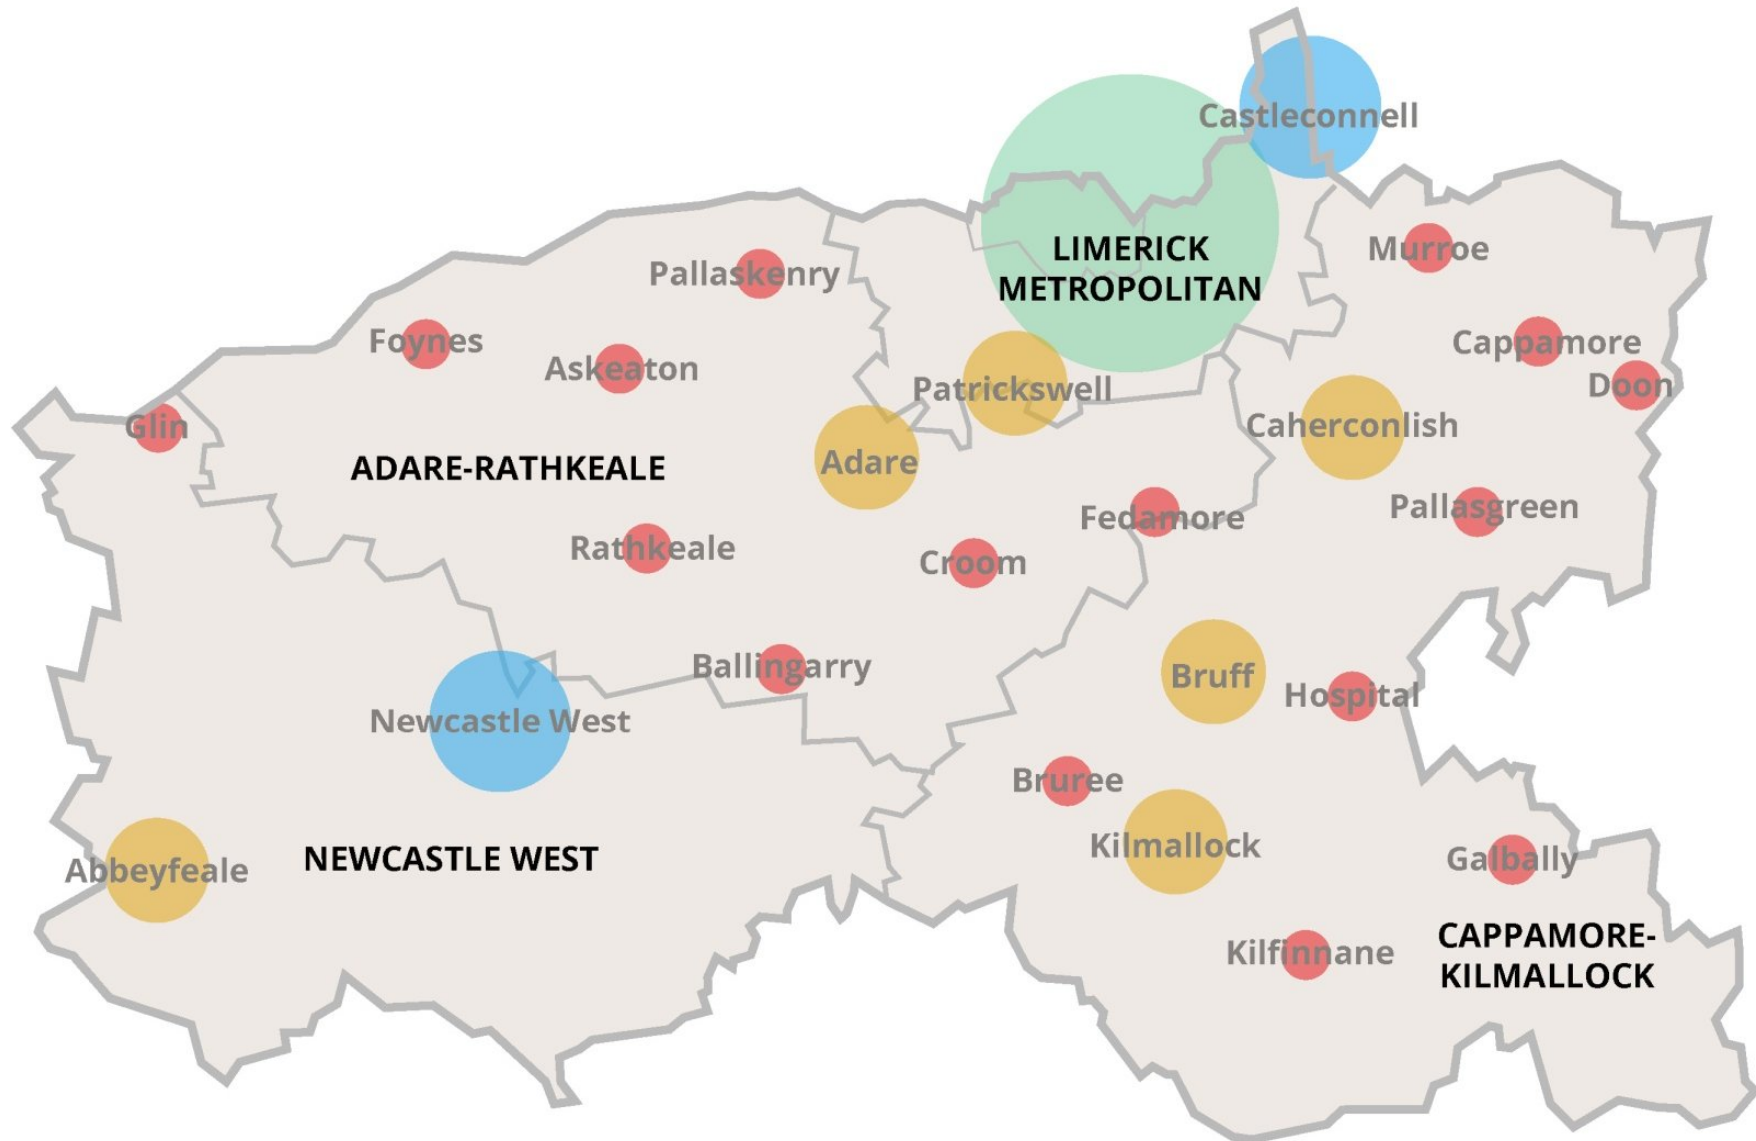 Castleconnell
LIMERICK
METROPOLITAN
Murroe
Pallaskenry
Foynes
Askeaton
Cappamore
Doon
Patrickswell
Glin
Caherconlish
ADARE-RATHKEALE
Adare
Pallasgreen
Fedamore
Rathkeale
Croom
Ballingarry
Bruff
Hospital
Newcastle West
Bruree
Kilmallock
NEWCASTLE WEST
Galbally
Abbeyfeale
CAPPAMORE-
KILMALLOCK
Kilfinnane